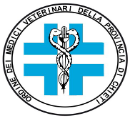 ORDINE DEI MEDICI VETERINARI DELLA PROVINCIA DI CHIETI